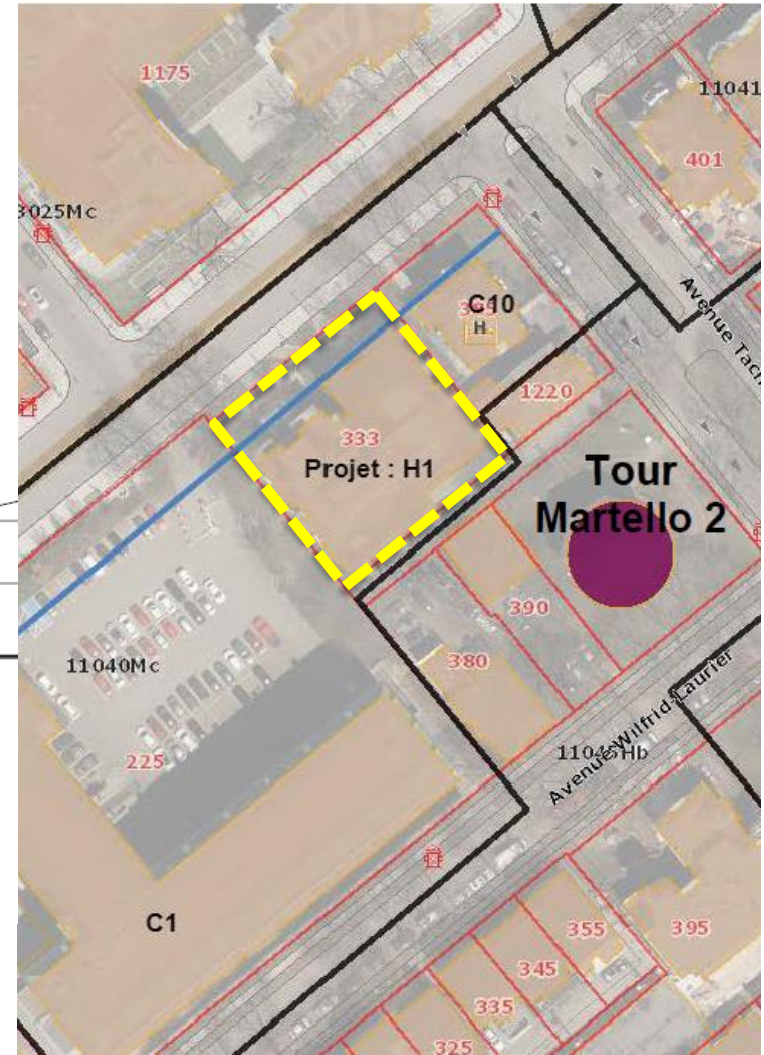 1175
11041
401
3025Mc
C10
H
Avenue Tach
1220
333
Projet : H1
Tour
Martello 2
390
380
11040Mc
225
Avenue Wilfrid-Laurier
11045Hb
C1
355
395
345
335
325